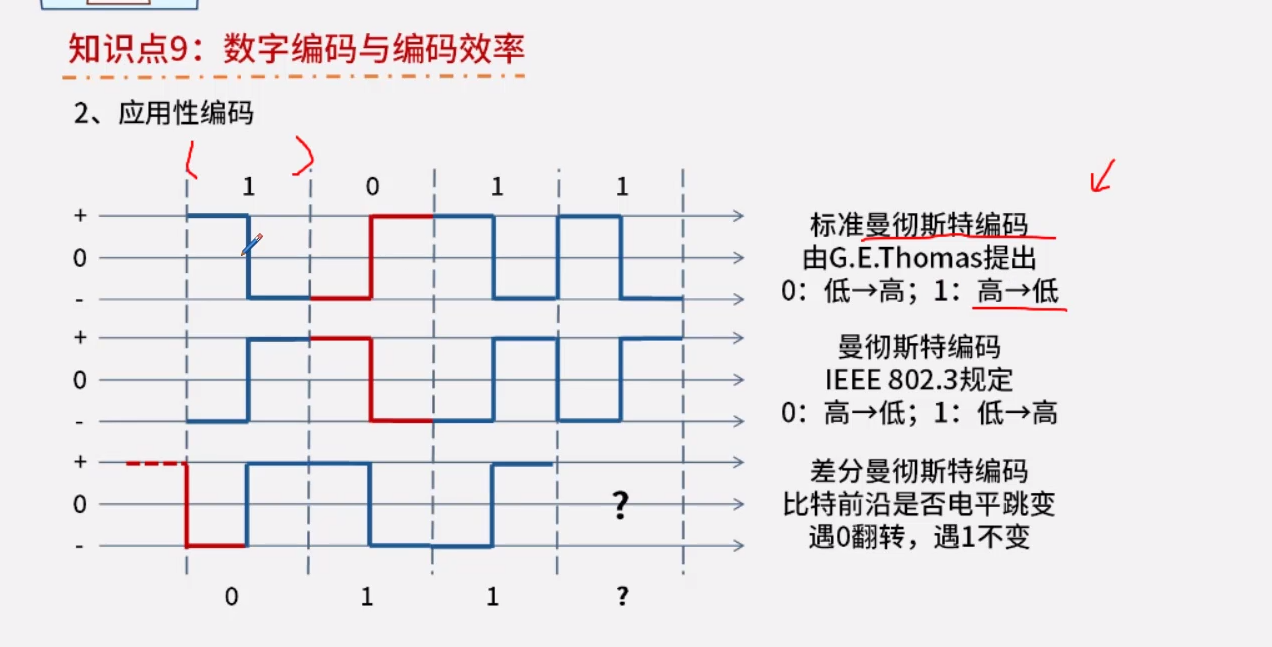 知识点9：数字编码与编码效率
2、应用性编码
1 0 1 1
+
0
-
标准曼彻斯特编码
由G.E.Thomas提出
0：低→高；1：高→低
+
0
-
曼彻斯特编码
IEEE 802.3规定
0：高→低；1：低→高
+
0
-
?
差分曼彻斯特编码
比特前沿是否电平跳变
遇0翻转，遇1不变
0 1 1 ?